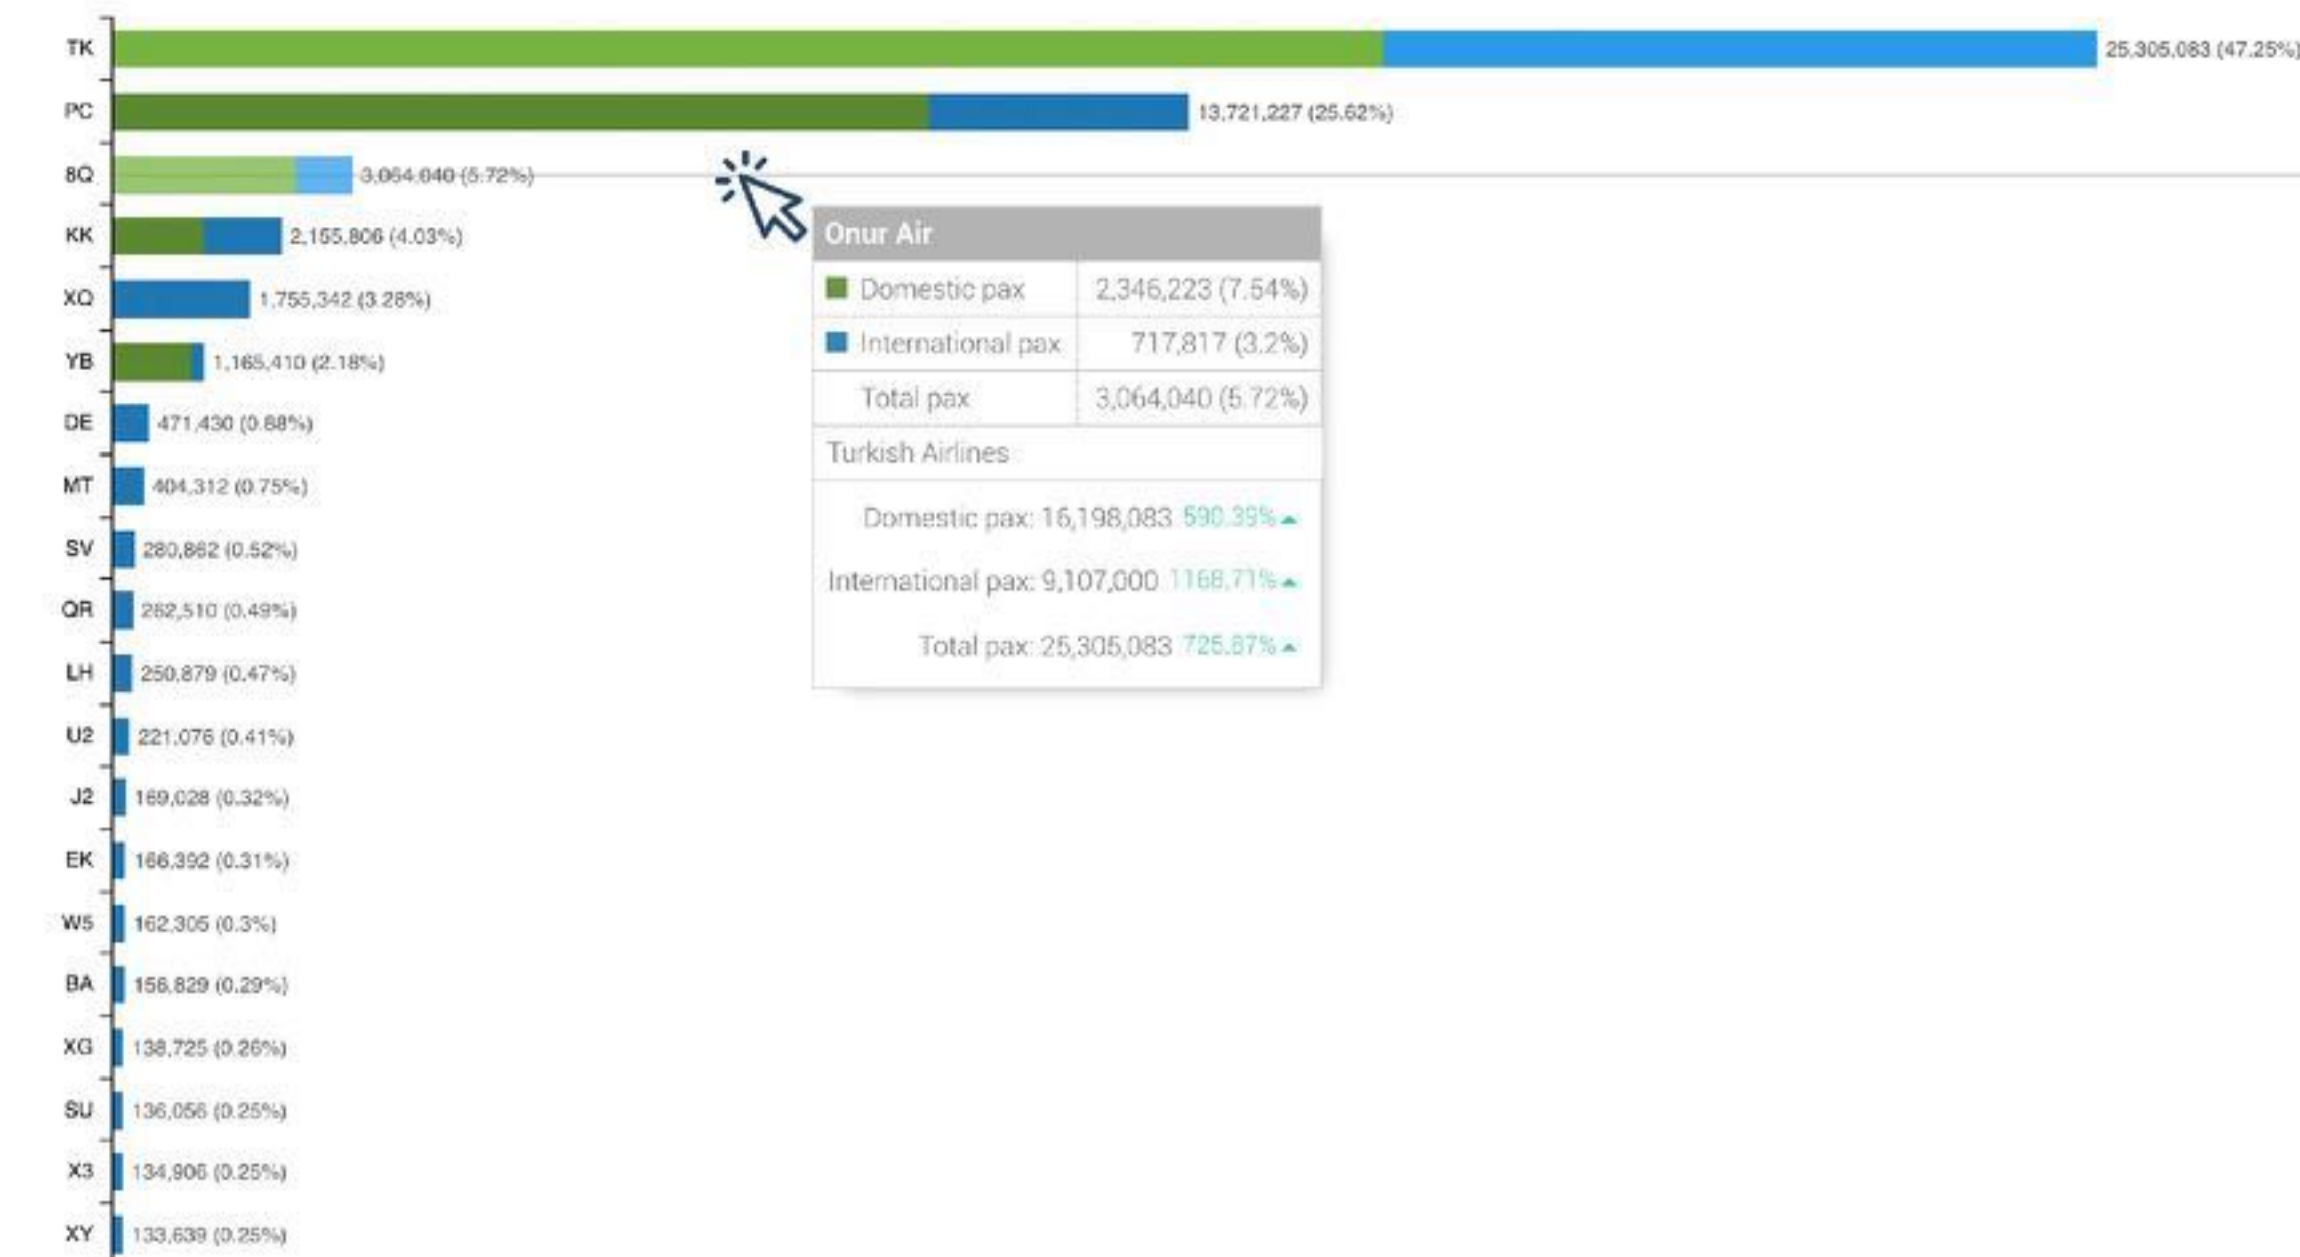 TK 25,305,083 (47.25%)
PC 13,721,227 (25.62%)
8Q 3,064,040 (5.72%)
KK 2,155,806 (4.03%)
XQ 1,755,342 (3.28%)
YB 1,165,410 (2.18%)
DE 471,430 (0.88%)
MT 404,312 (0.75%)
SV 280,862 (0.52%)
QR 262,510 (0.49%)
LH 250,879 (0.47%)
U2 221,076 (0.41%)
J2 169,028 (0.32%)
EK 166,392 (0.31%)
W5 162,305 (0.3%)
BA 156,829 (0.29%)
XG 138,725 (0.26%)
SU 136,056 (0.25%)
X3 134,906 (0.25%)
XY 133,639 (0.25%)
Onur Air
Domestic pax 2,346,223 (7.54%)
International pax 717,817 (3.2%)
Total pax 3,064,040 (5.72%)
Turkish Airlines
Domestic pax: 16,198,083 590.39%
International pax: 9,107,000 1168.71%
Total pax: 25,305,083 725.87%